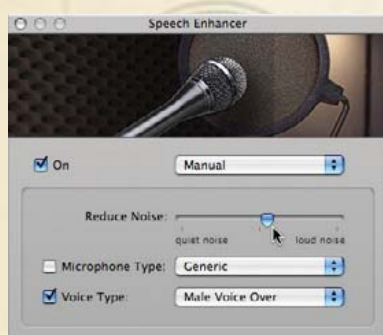 Speech Enhancer
On Manual
Reduce Noise:
quiet noise loud noise
Microphone Type: Generic
Voice Type: Male Voice Over